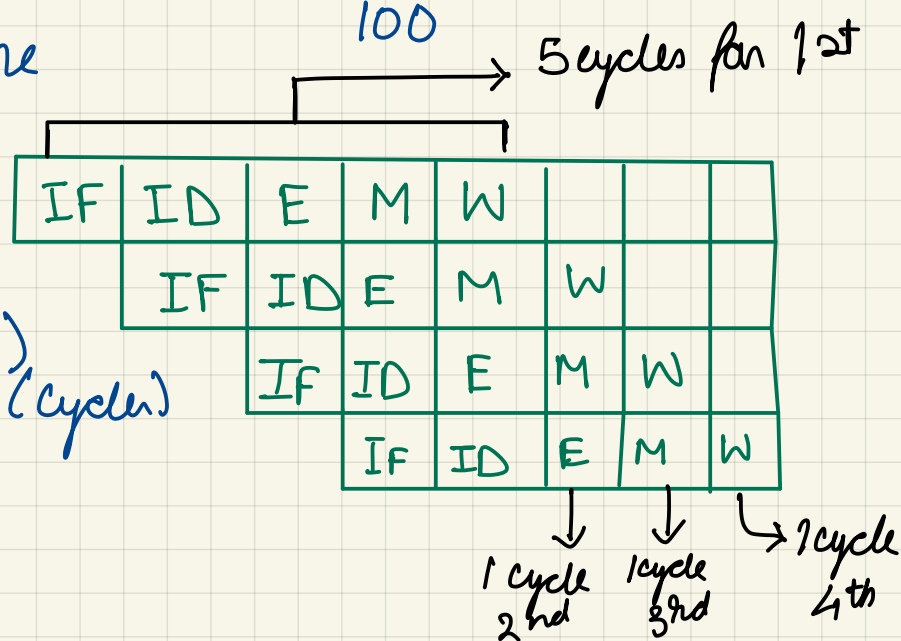 100
ne
5 cycles for 1st
IF ID E M W
IF ID E M W
IF ID E M W
(cycles)
IF ID E M W
1 cycle 2nd
1 cycle 3rd
1 cycle 4th